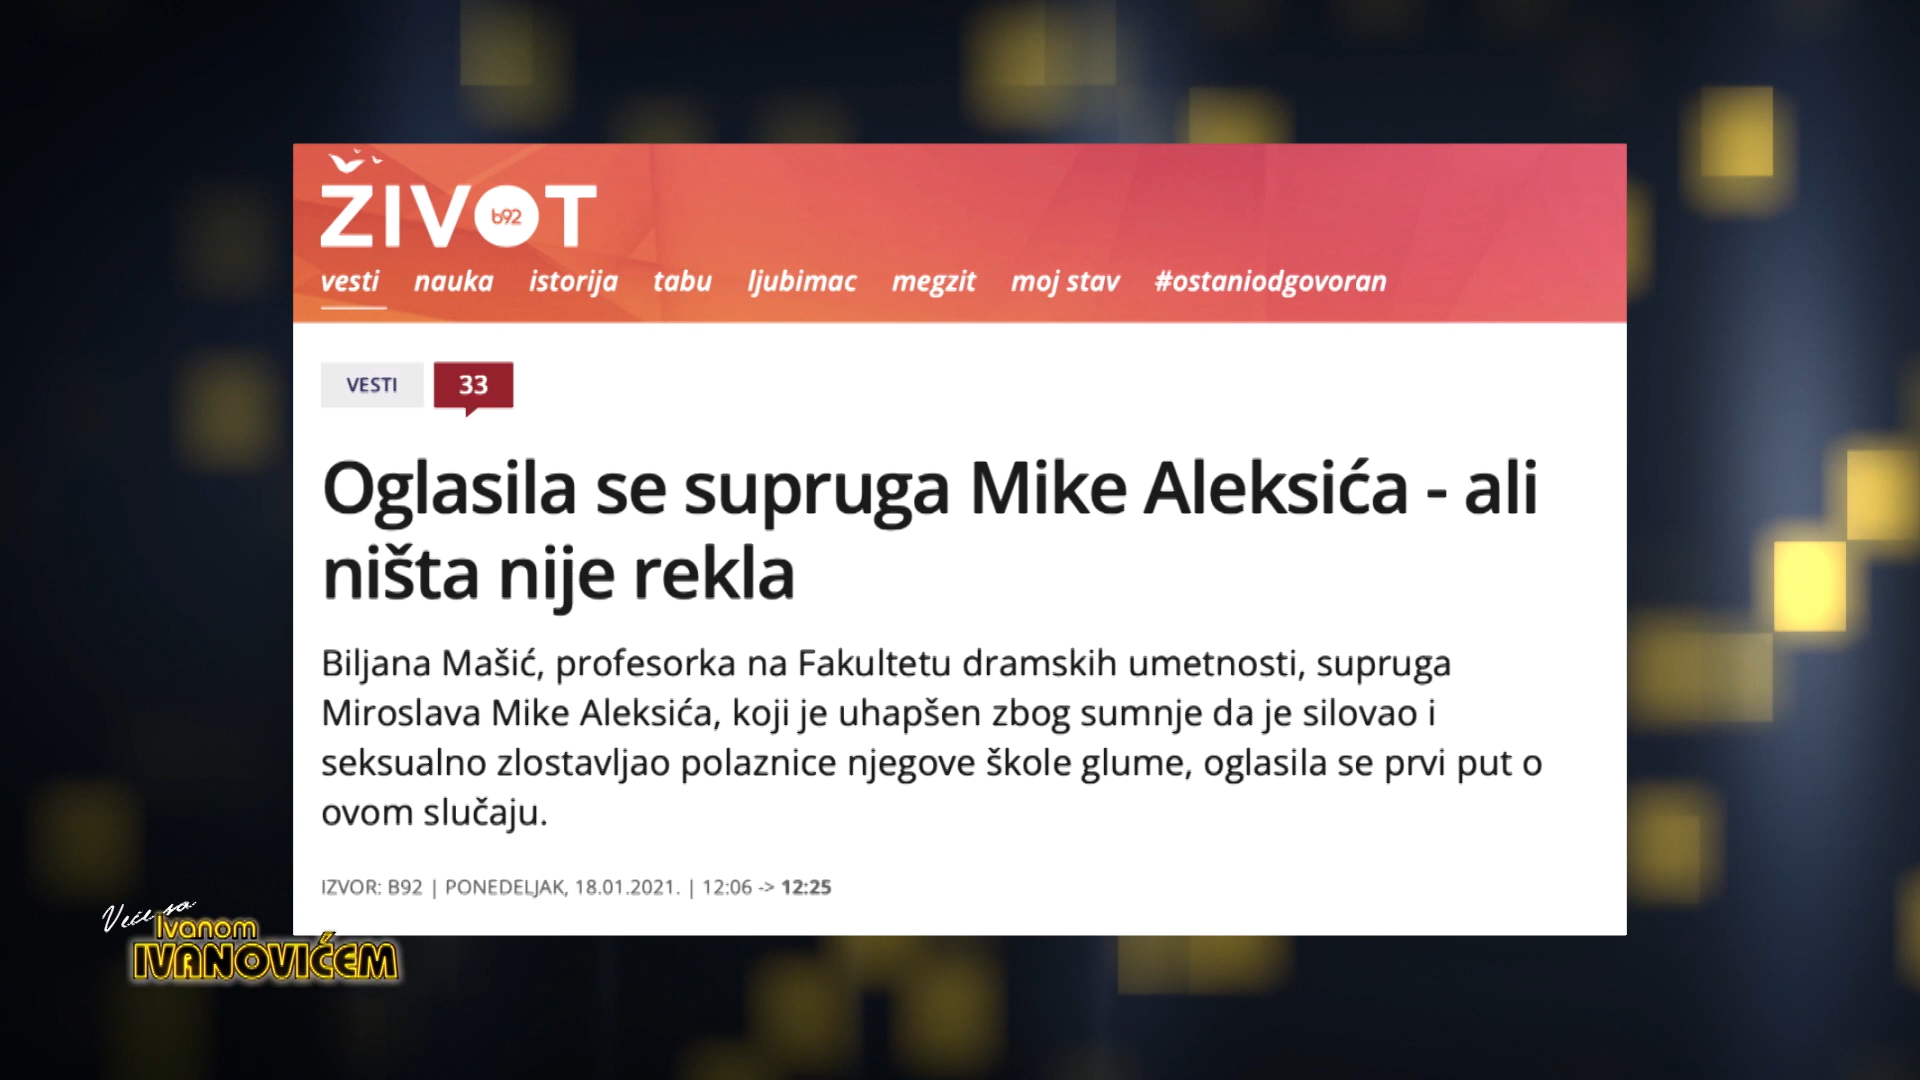 ŽIVOT
b92
vesti nauka istorija tabu ljubimac megzit moj stav #ostaniodgovoran
VESTI 33
Oglasila se supruga Mike Aleksića - ali
ništa nije rekla
Biljana Mašić, profesorka na Fakultetu dramskih umetnosti, supruga
Miroslava Mike Aleksića, koji je uhapšen zbog sumnje da je silovao i
seksualno zlostavljao polaznice njegove škole glume, oglasila se prvi put o
ovom slučaju.
IZVOR: B92 | PONEDELJAK, 18.01.2021. | 12:06 -> 12:25
Veče sa
Ivanom
IVANOVIĆEM